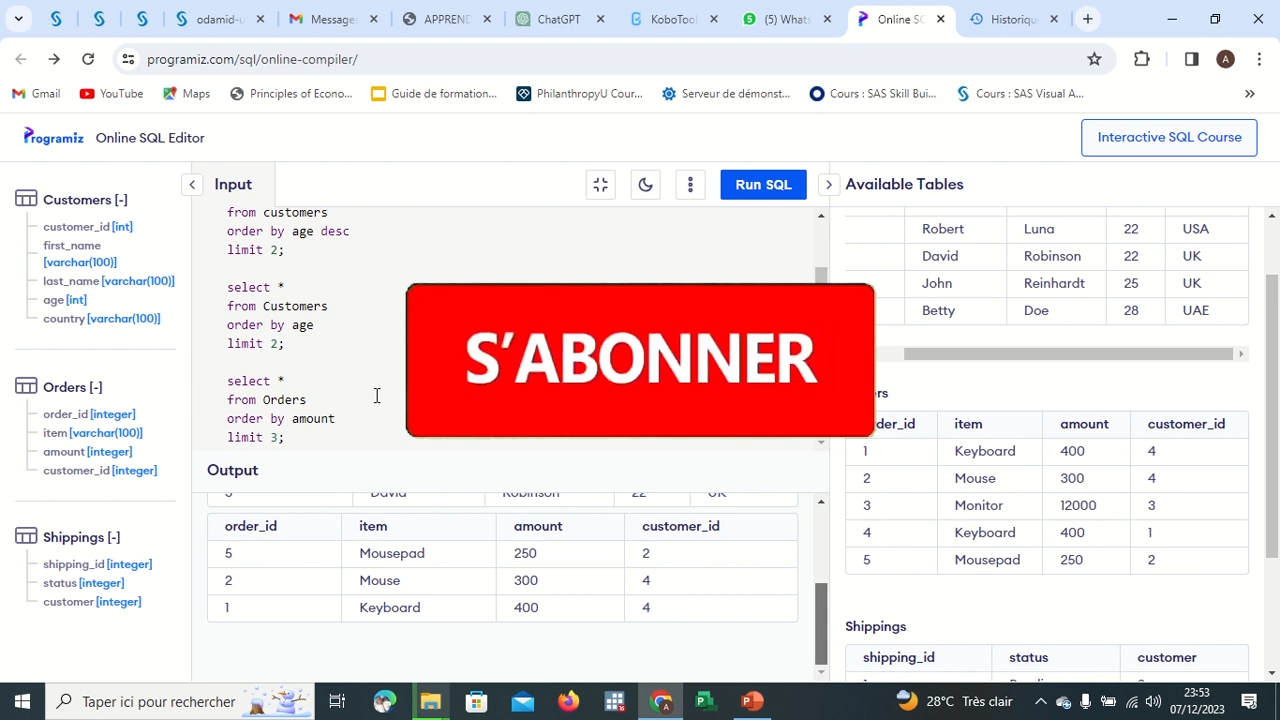 odamid-u
Messages
APPREND
ChatGPT
KoboTool
(5) Whats
Online SQ
Historique
programiz.com/sql/online-compiler/
A
Gmail
YouTube
Maps
Principles of Econo...
Guide de formation...
PhilanthropyU Cour...
Serveur de démonst...
Cours : SAS Skill Bui...
Cours : SAS Visual A...
Programiz
Online SQL Editor
Interactive SQL Course
Customers [-]
customer_id [int]
first_name
[varchar(100)]
last_name [varchar(100)]
age [int]
country [varchar(100)]
Orders [-]
order_id [integer]
item [varchar(100)]
amount [integer]
customer_id [integer]
Shippings [-]
shipping_id [integer]
status [integer]
customer [integer]
Input
Run SQL
from customers
order by age desc
limit 2;
select *
from Customers
order by age
limit 2;
select *
from Orders
order by amount
limit 3;
S'ABONNER
Output
David Robinson 22 UK
order_id item amount customer_id
5 Mousepad 250 2
2 Mouse 300 4
1 Keyboard 400 4
Available Tables
Robert Luna 22 USA
David Robinson 22 UK
John Reinhardt 25 UK
Betty Doe 28 UAE
ers
der_id item amount customer_id
1 Keyboard 400 4
2 Mouse 300 4
3 Monitor 12000 3
4 Keyboard 400 1
5 Mousepad 250 2
Shippings
shipping_id status customer
Taper ici pour rechercher
28°C Très clair
23:53
07/12/2023